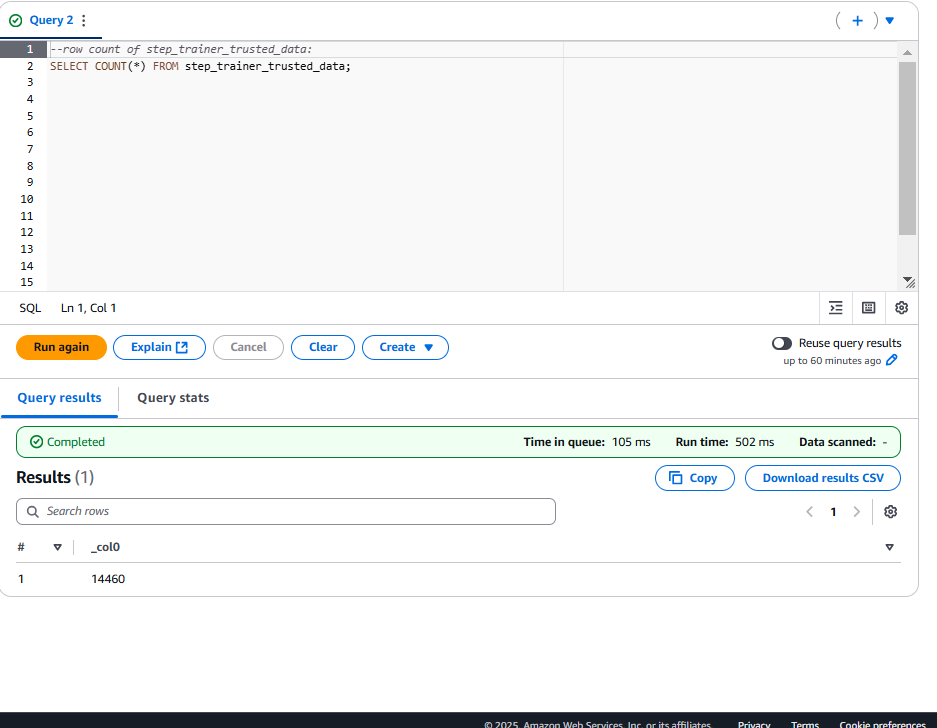 Query 2
1 --row count of step_trainer_trusted_data:
2 SELECT COUNT(*) FROM step_trainer_trusted_data;
3
4
5
6
7
8
9
10
11
12
13
14
15
SQL Ln 1, Col 1
Run again Explain Cancel Clear Create Reuse query results
up to 60 minutes ago
Query results Query stats
Completed Time in queue: 105 ms Run time: 502 ms Data scanned: -
Results (1) Copy Download results CSV
Search rows 1
# _col0
1 14460
© 2025, Amazon Web Services, Inc. or its affiliates. Privacy Terms Cookie preferences